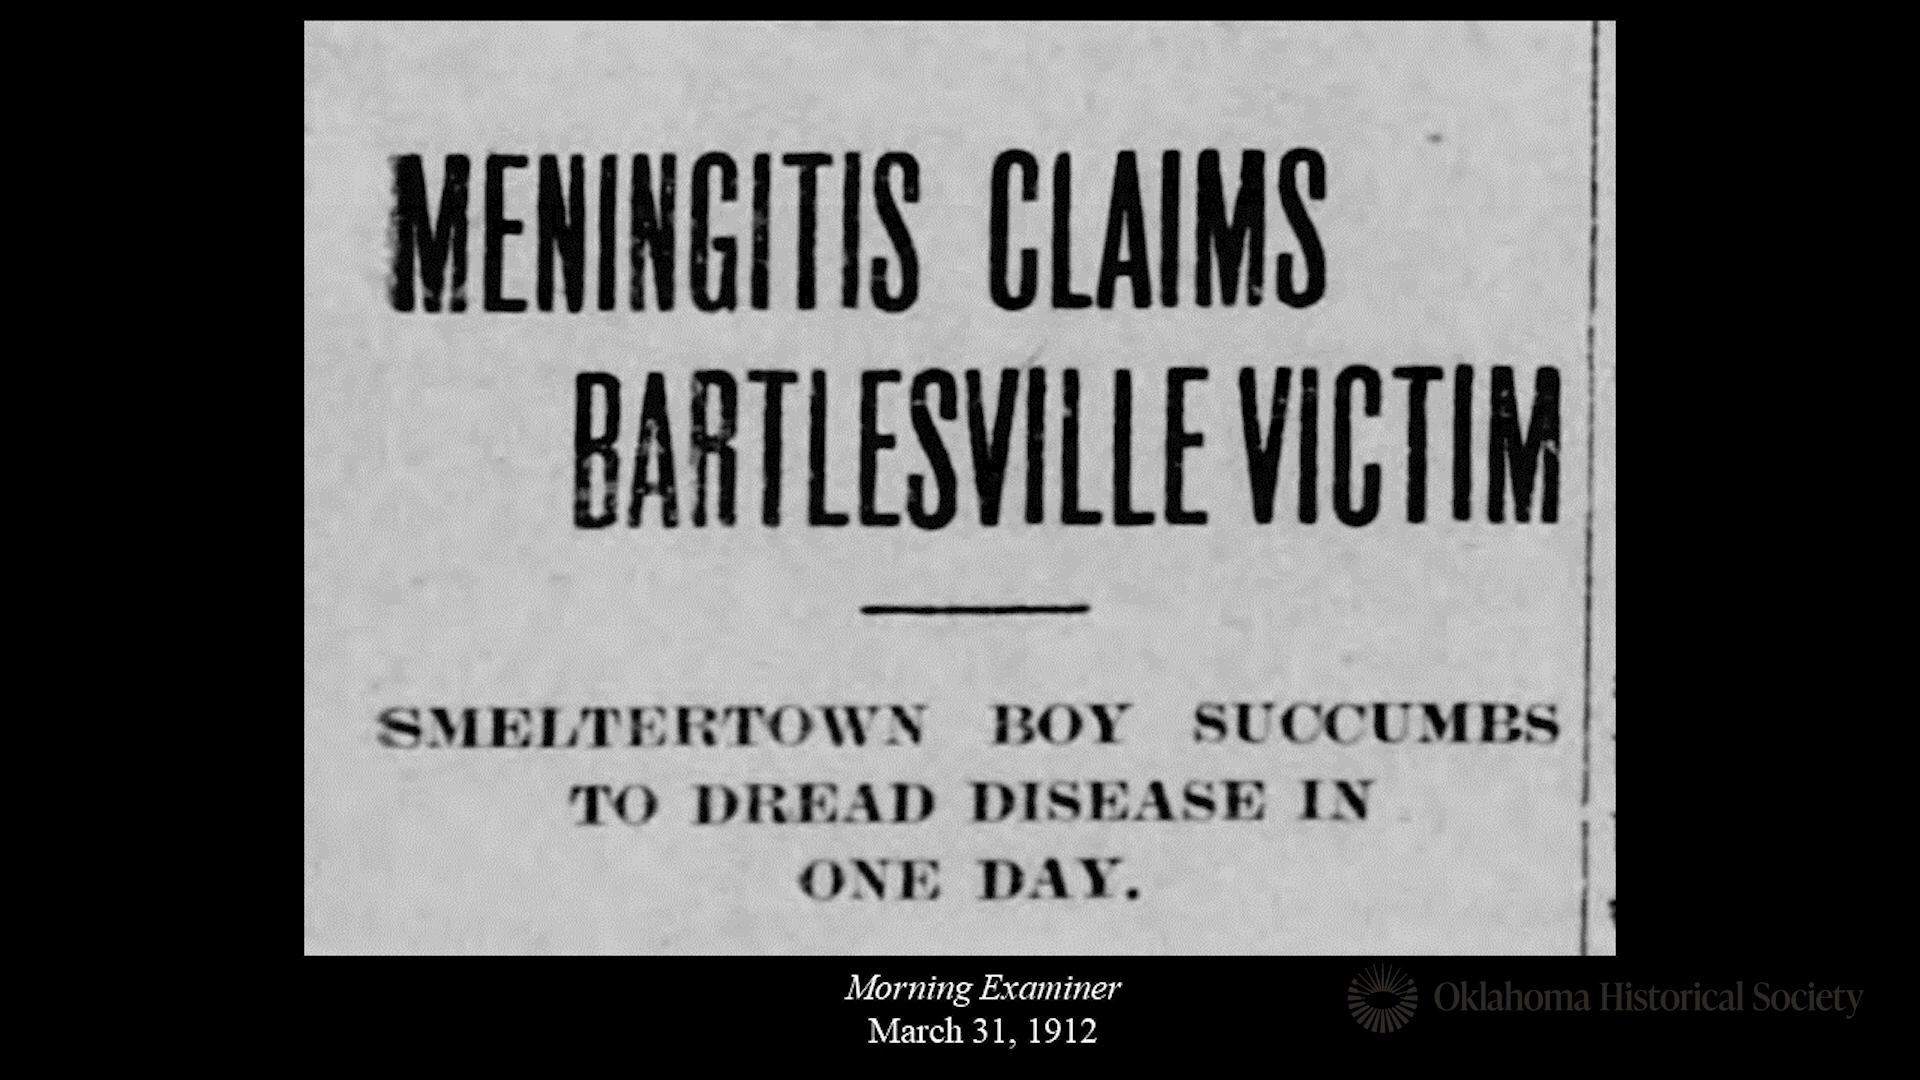 MENINGITIS CLAIMS
BARTLESVILLE VICTIM
SMELTERTOWN BOY SUCCUMBS
TO DREAD DISEASE IN
ONE DAY.
Morning Examiner
March 31, 1912
Oklahoma Historical Society